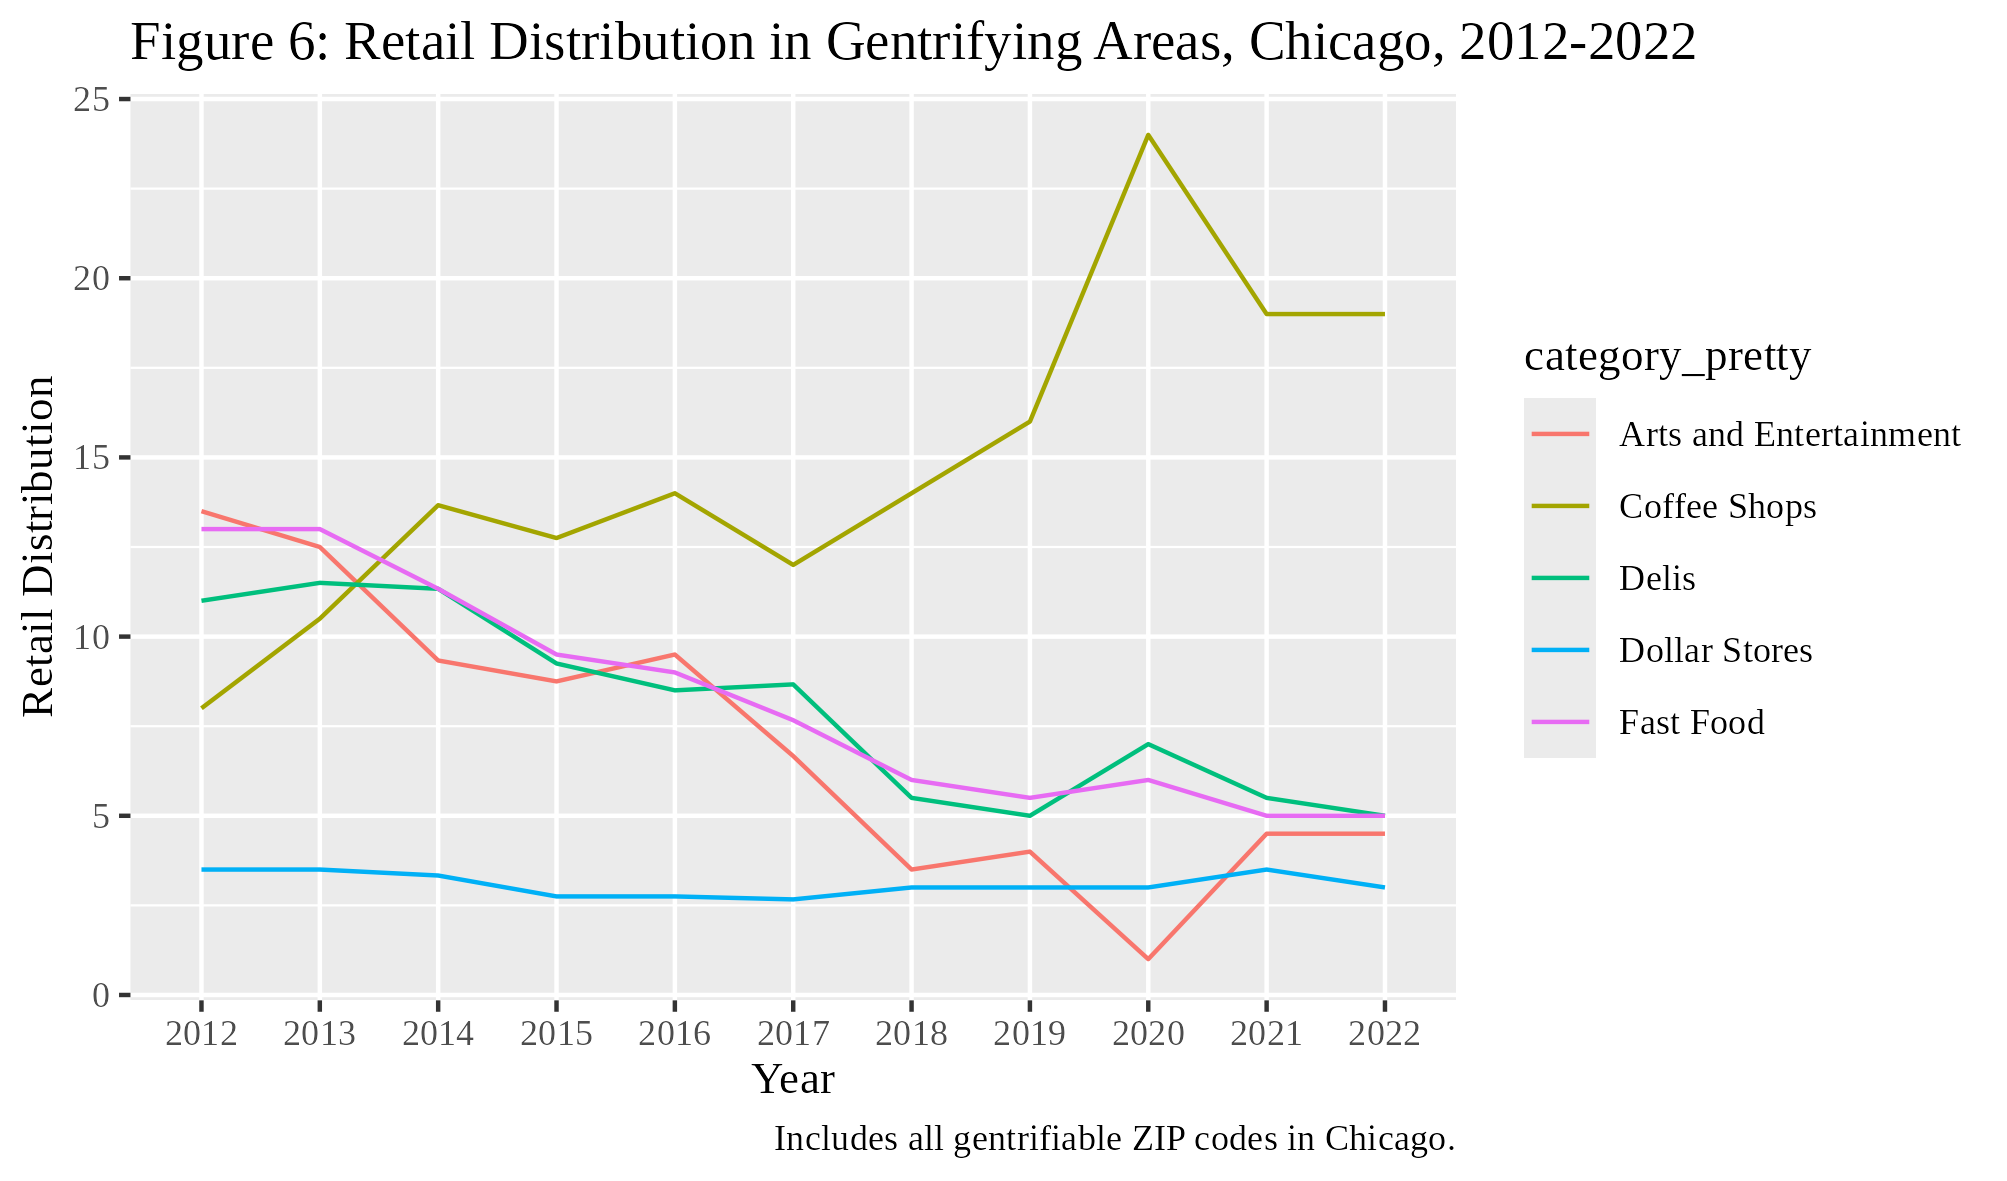 Figure 6: Retail Distribution in Gentrifying Areas, Chicago, 2012-2022
25
20
15
10
5
0
Retail Distribution
2012 2013 2014 2015 2016 2017 2018 2019 2020 2021 2022
Year
Includes all gentrifiable ZIP codes in Chicago.
category_pretty
Arts and Entertainment
Coffee Shops
Delis
Dollar Stores
Fast Food